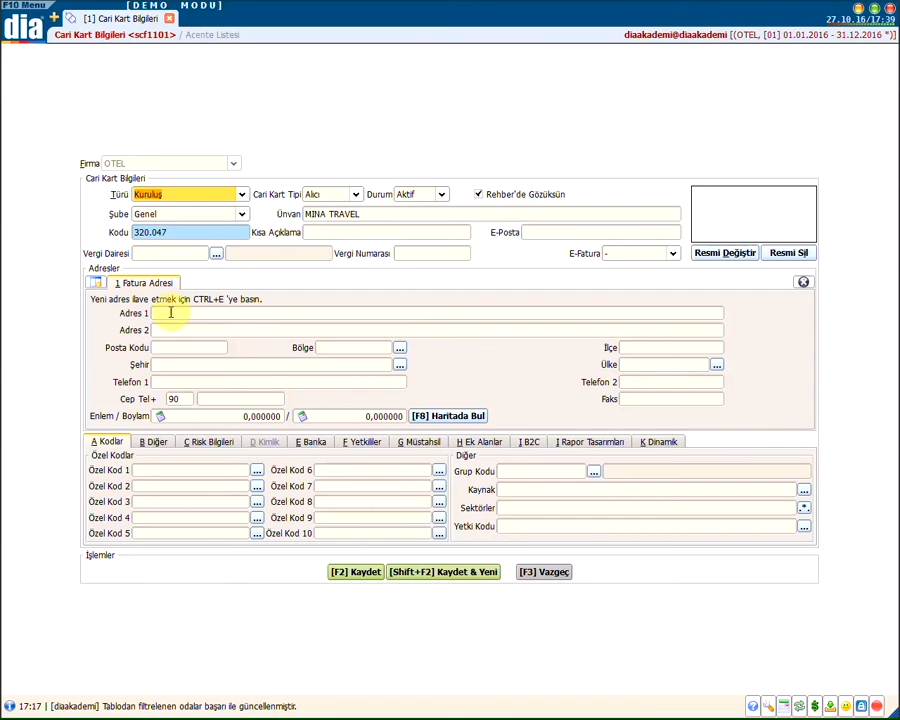 F10 Menu [DEMO MODU]
dia [1] Cari Kart Bilgileri 27.10.16/17:39
Cari Kart Bilgileri <scf1101> / Acente Listesi diaakademi@diaakademi [(OTEL, [01] 01.01.2016 - 31.12.2016 *)]
Firma OTEL
Cari Kart Bilgileri
Türü Kuruluş Cari Kart Tipi Alıcı Durum Aktif Rehber'de Gözüksün
Şube Genel Ünvan MINA TRAVEL
Kodu 320.047 Kısa Açıklama E-Posta
Vergi Dairesi ... Vergi Numarası E-Fatura - Resmi Değiştir Resmi Sil
Adresler
1 Fatura Adresi
Yeni adres ilave etmek için CTRL+E 'ye basın.
Adres 1
Adres 2
Posta Kodu Bölge ... İlçe
Şehir ... Ülke ...
Telefon 1 Telefon 2
Cep Tel+ 90 Faks
Enlem / Boylam 0,000000 / 0,000000 [F8] Haritada Bul
A Kodlar B Diğer C Risk Bilgileri D Kimlik E Banka F Yetkililer G Müstahsil H Ek Alanlar I B2C I Rapor Tasarımları K Dinamik
Özel Kodlar Diğer
Özel Kod 1 ... Özel Kod 6 ... Grup Kodu ...
Özel Kod 2 ... Özel Kod 7 ... Kaynak ...
Özel Kod 3 ... Özel Kod 8 ... Sektörler .*.
Özel Kod 4 ... Özel Kod 9 ... Yetki Kodu ...
Özel Kod 5 ... Özel Kod 10 ...
İşlemler
[F2] Kaydet [Shift+F2] Kaydet & Yeni [F3] Vazgeç
17:17 | [diaakademi] Tablodan filtrelenen odalar başarı ile güncellenmiştir.